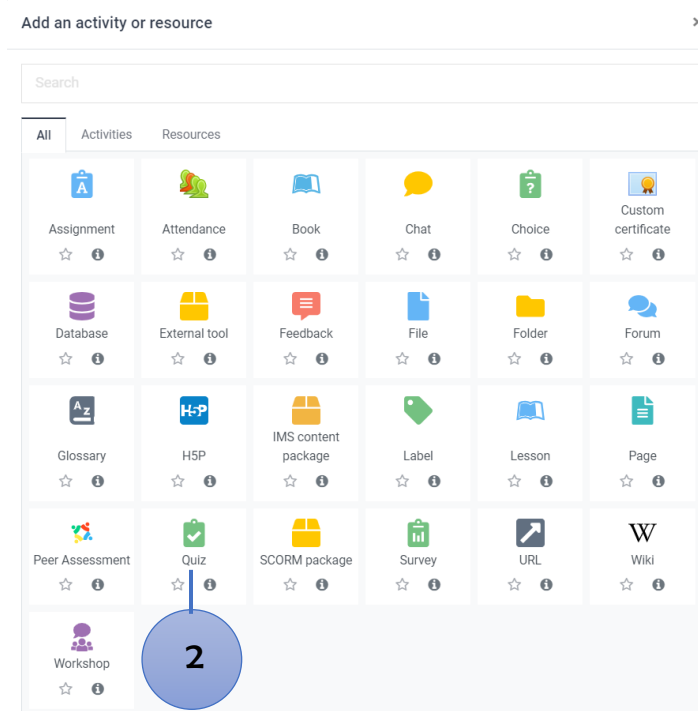 Add an activity or resource
Search
All Activities Resources
Assignment Attendance Book Chat Choice Custom certificate
Database External tool Feedback File Folder Forum
Glossary H5P IMS content package Label Lesson Page
Peer Assessment Quiz SCORM package Survey URL Wiki
Workshop
2